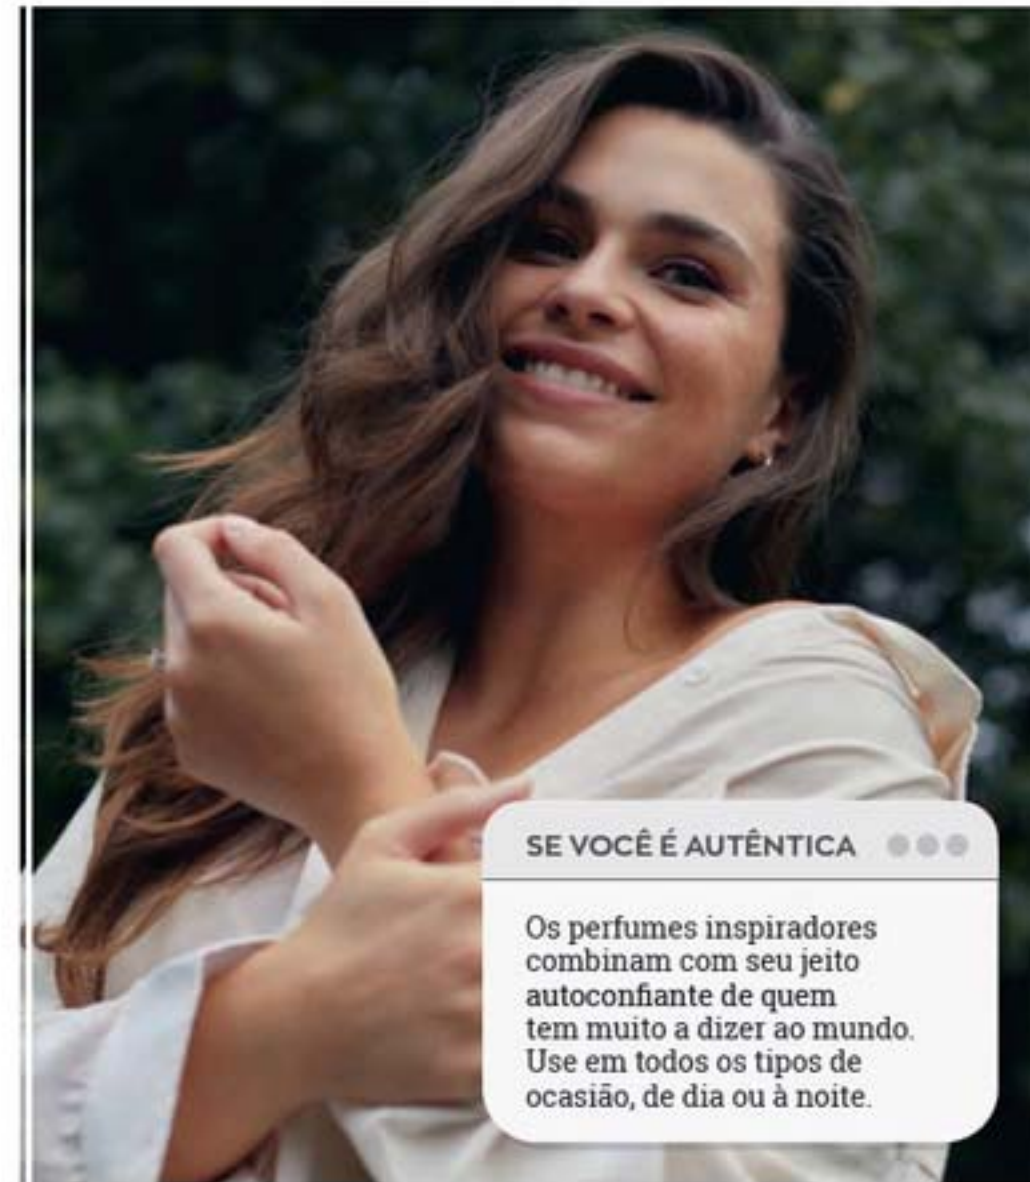 SE VOCÊ É AUTÊNTICA
Os perfumes inspiradores
combinam com seu jeito
autoconfiante de quem
tem muito a dizer ao mundo.
Use em todos os tipos de
ocasião, de dia ou à noite.